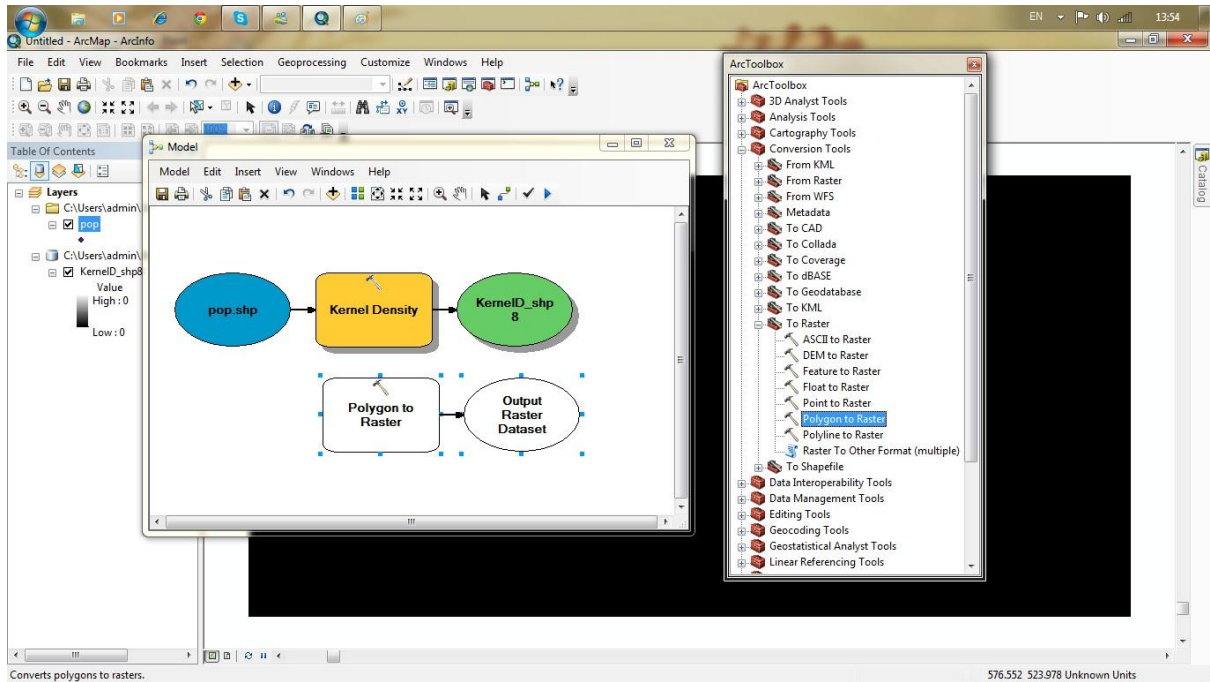 EN
13:54
Untitled - ArcMap - ArcInfo
File Edit View Bookmarks Insert Selection Geoprocessing Customize Windows Help
Table Of Contents
Layers
C:\Users\admin\
pop
C:\Users\admin\
KernelD_shp8
Value
High : 0
Low : 0
Model
Model Edit Insert View Windows Help
pop.shp
Kernel Density
KernelD_shp
8
Polygon to
Raster
Output
Raster
Dataset
ArcToolbox
ArcToolbox
3D Analyst Tools
Analysis Tools
Cartography Tools
Conversion Tools
From KML
From Raster
From WFS
Metadata
To CAD
To Collada
To Coverage
To dBASE
To Geodatabase
To KML
To Raster
ASCII to Raster
DEM to Raster
Feature to Raster
Float to Raster
Point to Raster
Polygon to Raster
Polyline to Raster
Raster To Other Format (multiple)
To Shapefile
Data Interoperability Tools
Data Management Tools
Editing Tools
Geocoding Tools
Geostatistical Analyst Tools
Linear Referencing Tools
Catalog
Converts polygons to rasters.
576.552 523.978 Unknown Units